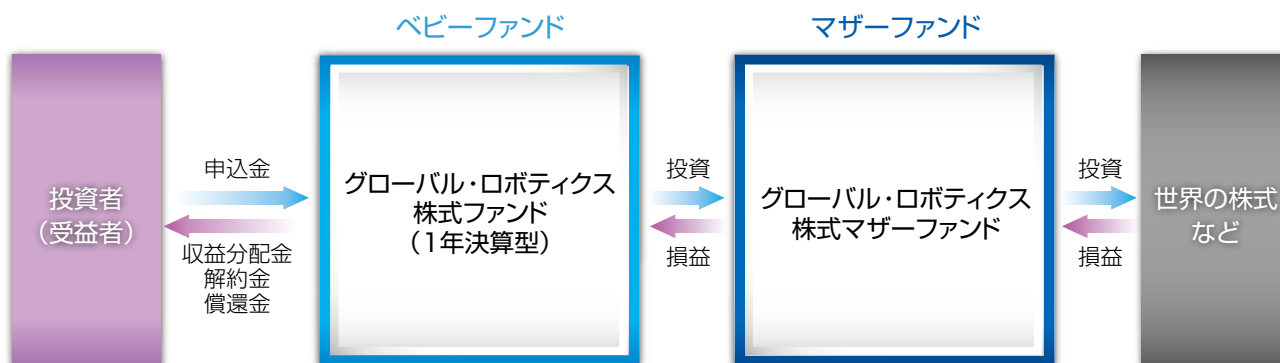 ベビーファンド
マザーファンド
投資者
（受益者）
申込金
収益分配金
解約金
償還金
グローバル・ロボティクス
株式ファンド
（1年決算型）
投資
損益
グローバル・ロボティクス
株式マザーファンド
投資
損益
世界の株式
など